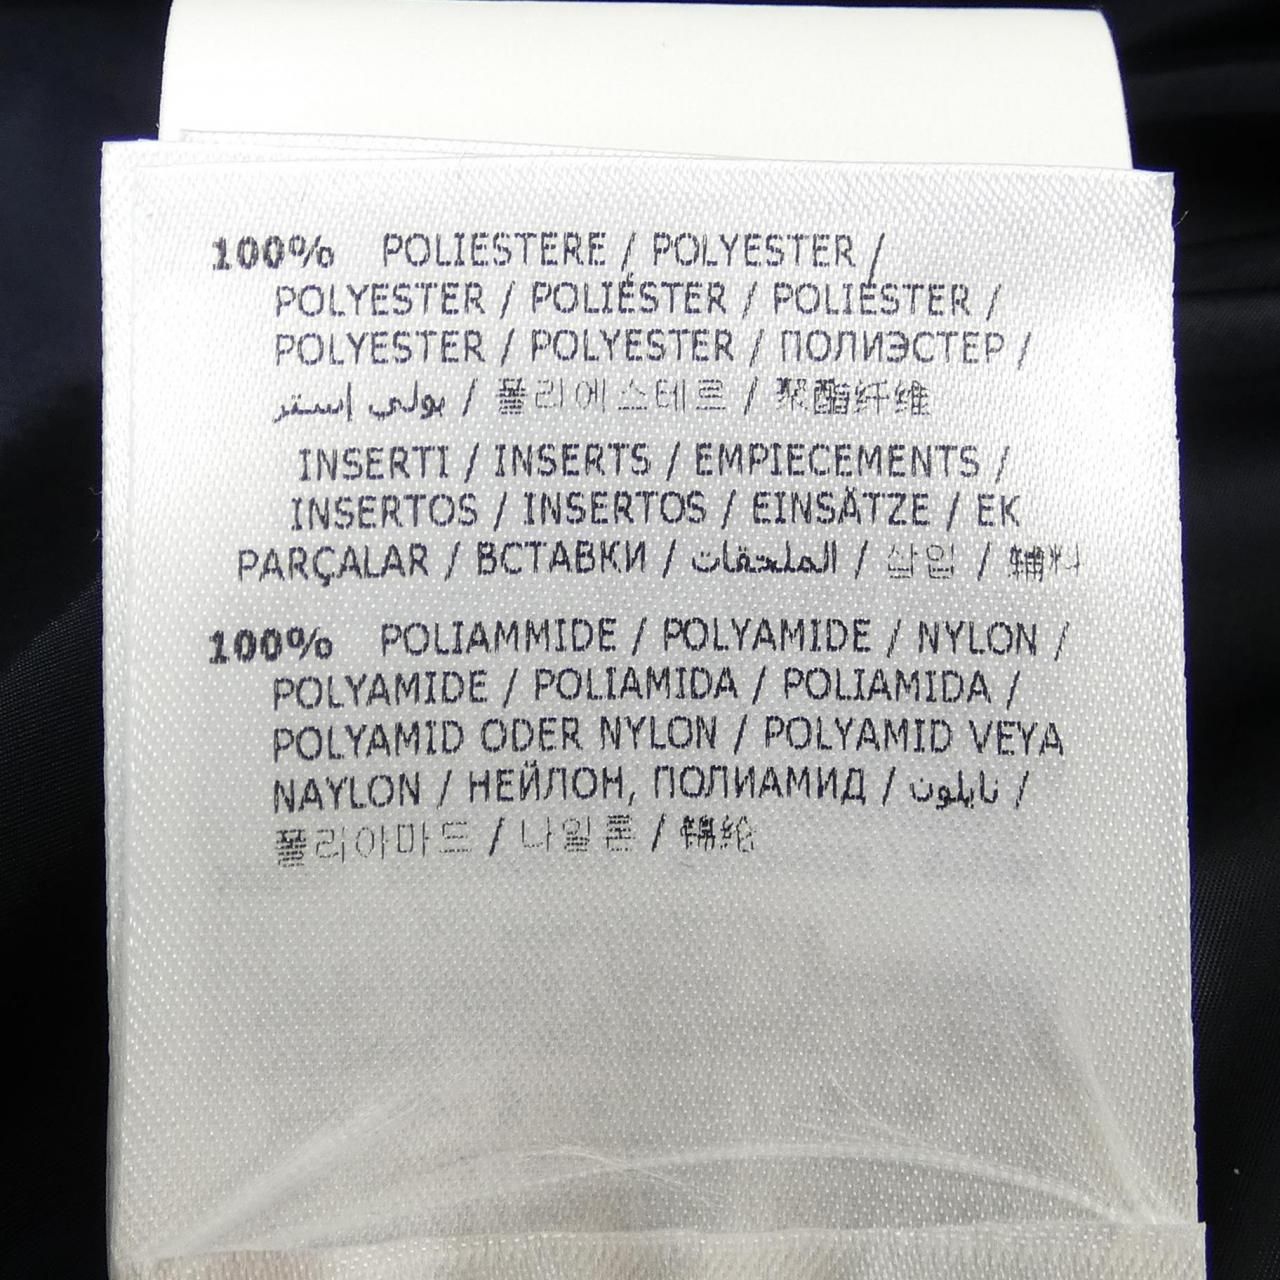 100% POLIESTERE / POLYESTER /
POLYESTER / POLIÉSTER / POLIÉSTER /
POLYESTER / POLYESTER / ПОЛИЭСТЕР /
بولي إستر / 폴리에스테르 / 聚酯纤维
INSERTI / INSERTS / EMPIECEMENTS /
INSERTOS / INSERTOS / EINSÄTZE / EK
PARÇALAR / ВСТАВКИ / الملحقات / 삽입 / 辅料
100% POLIAMMIDE / POLYAMIDE / NYLON /
POLYAMIDE / POLIAMIDA / POLIAMIDA /
POLYAMID ODER NYLON / POLYAMID VEYA
NAYLON / НЕЙЛОН, ПОЛИАМИД / نايلون /
폴리아마드 / 나일론 / 锦纶